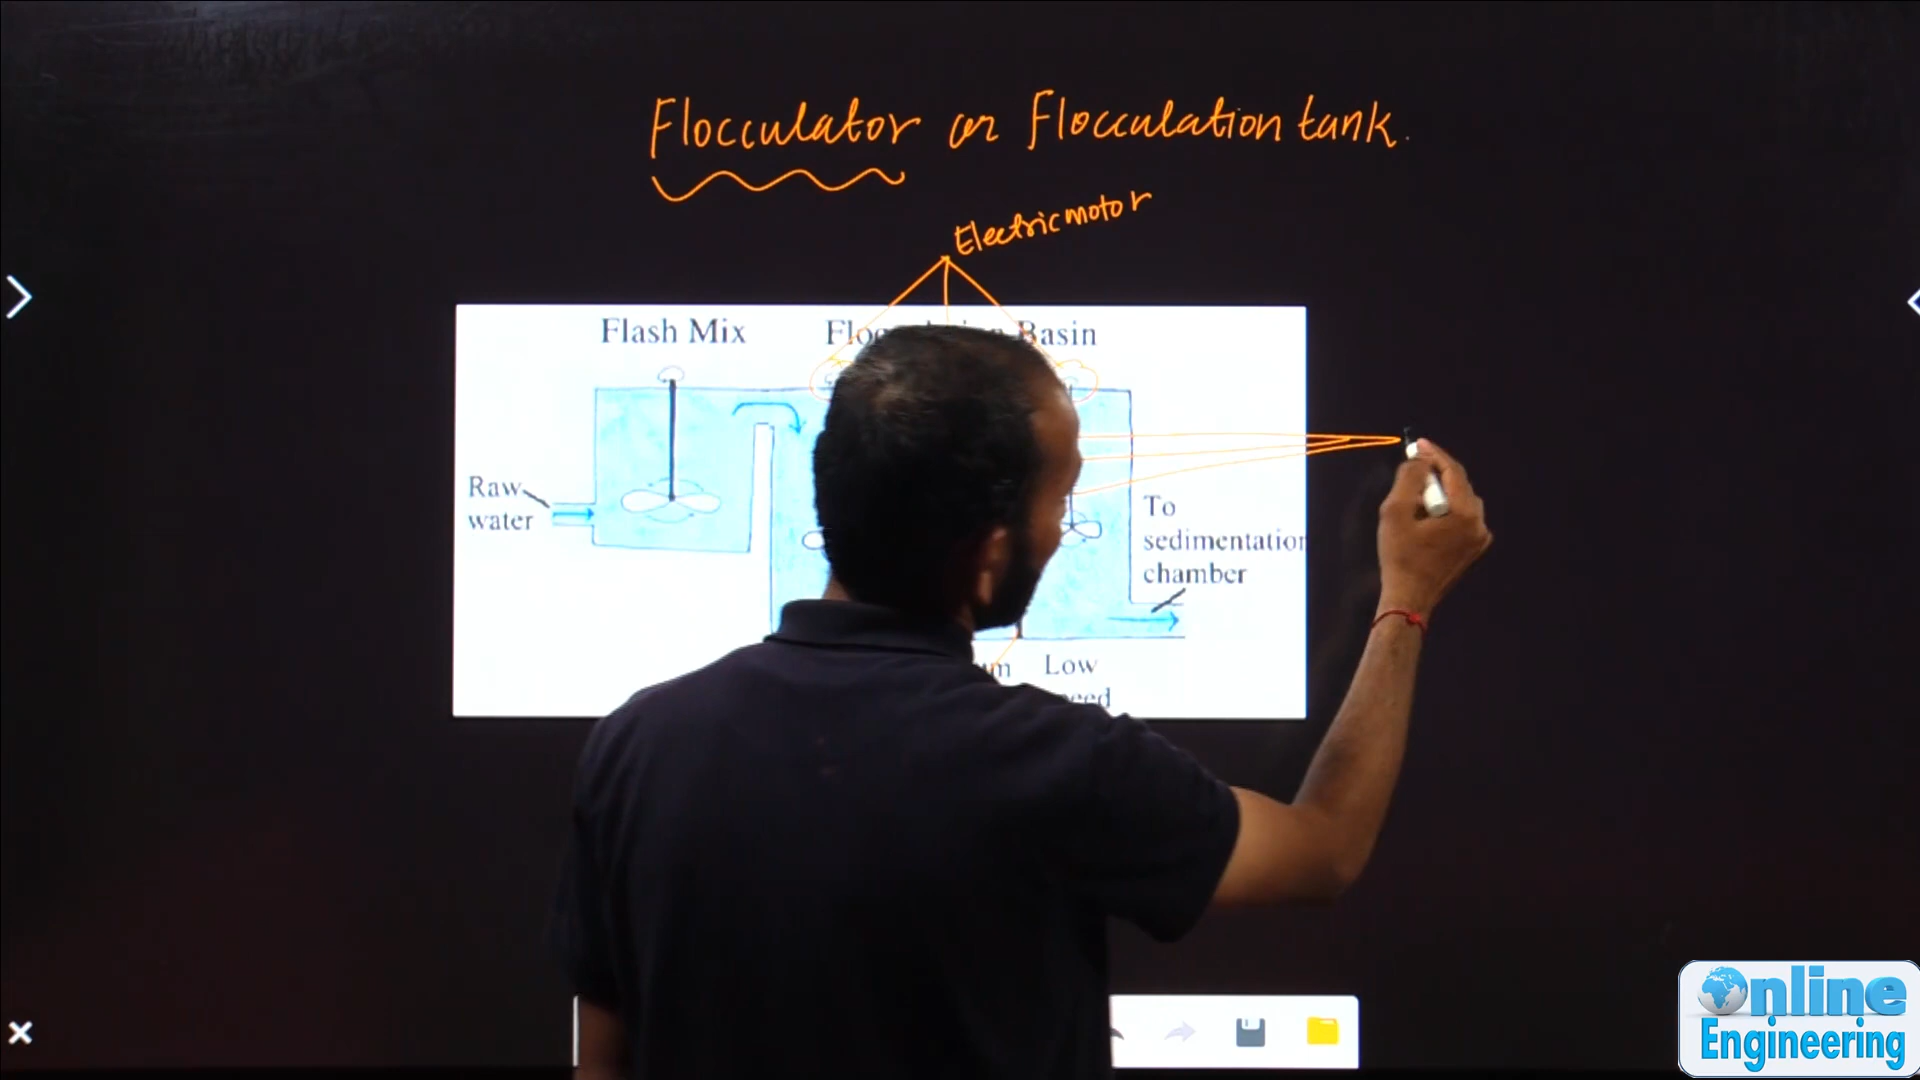 Flocculator or Flocculation tank.
Electric motor
Flash Mix
Basin
Raw
water
To
sedimentation
chamber
Low
Online
Engineering